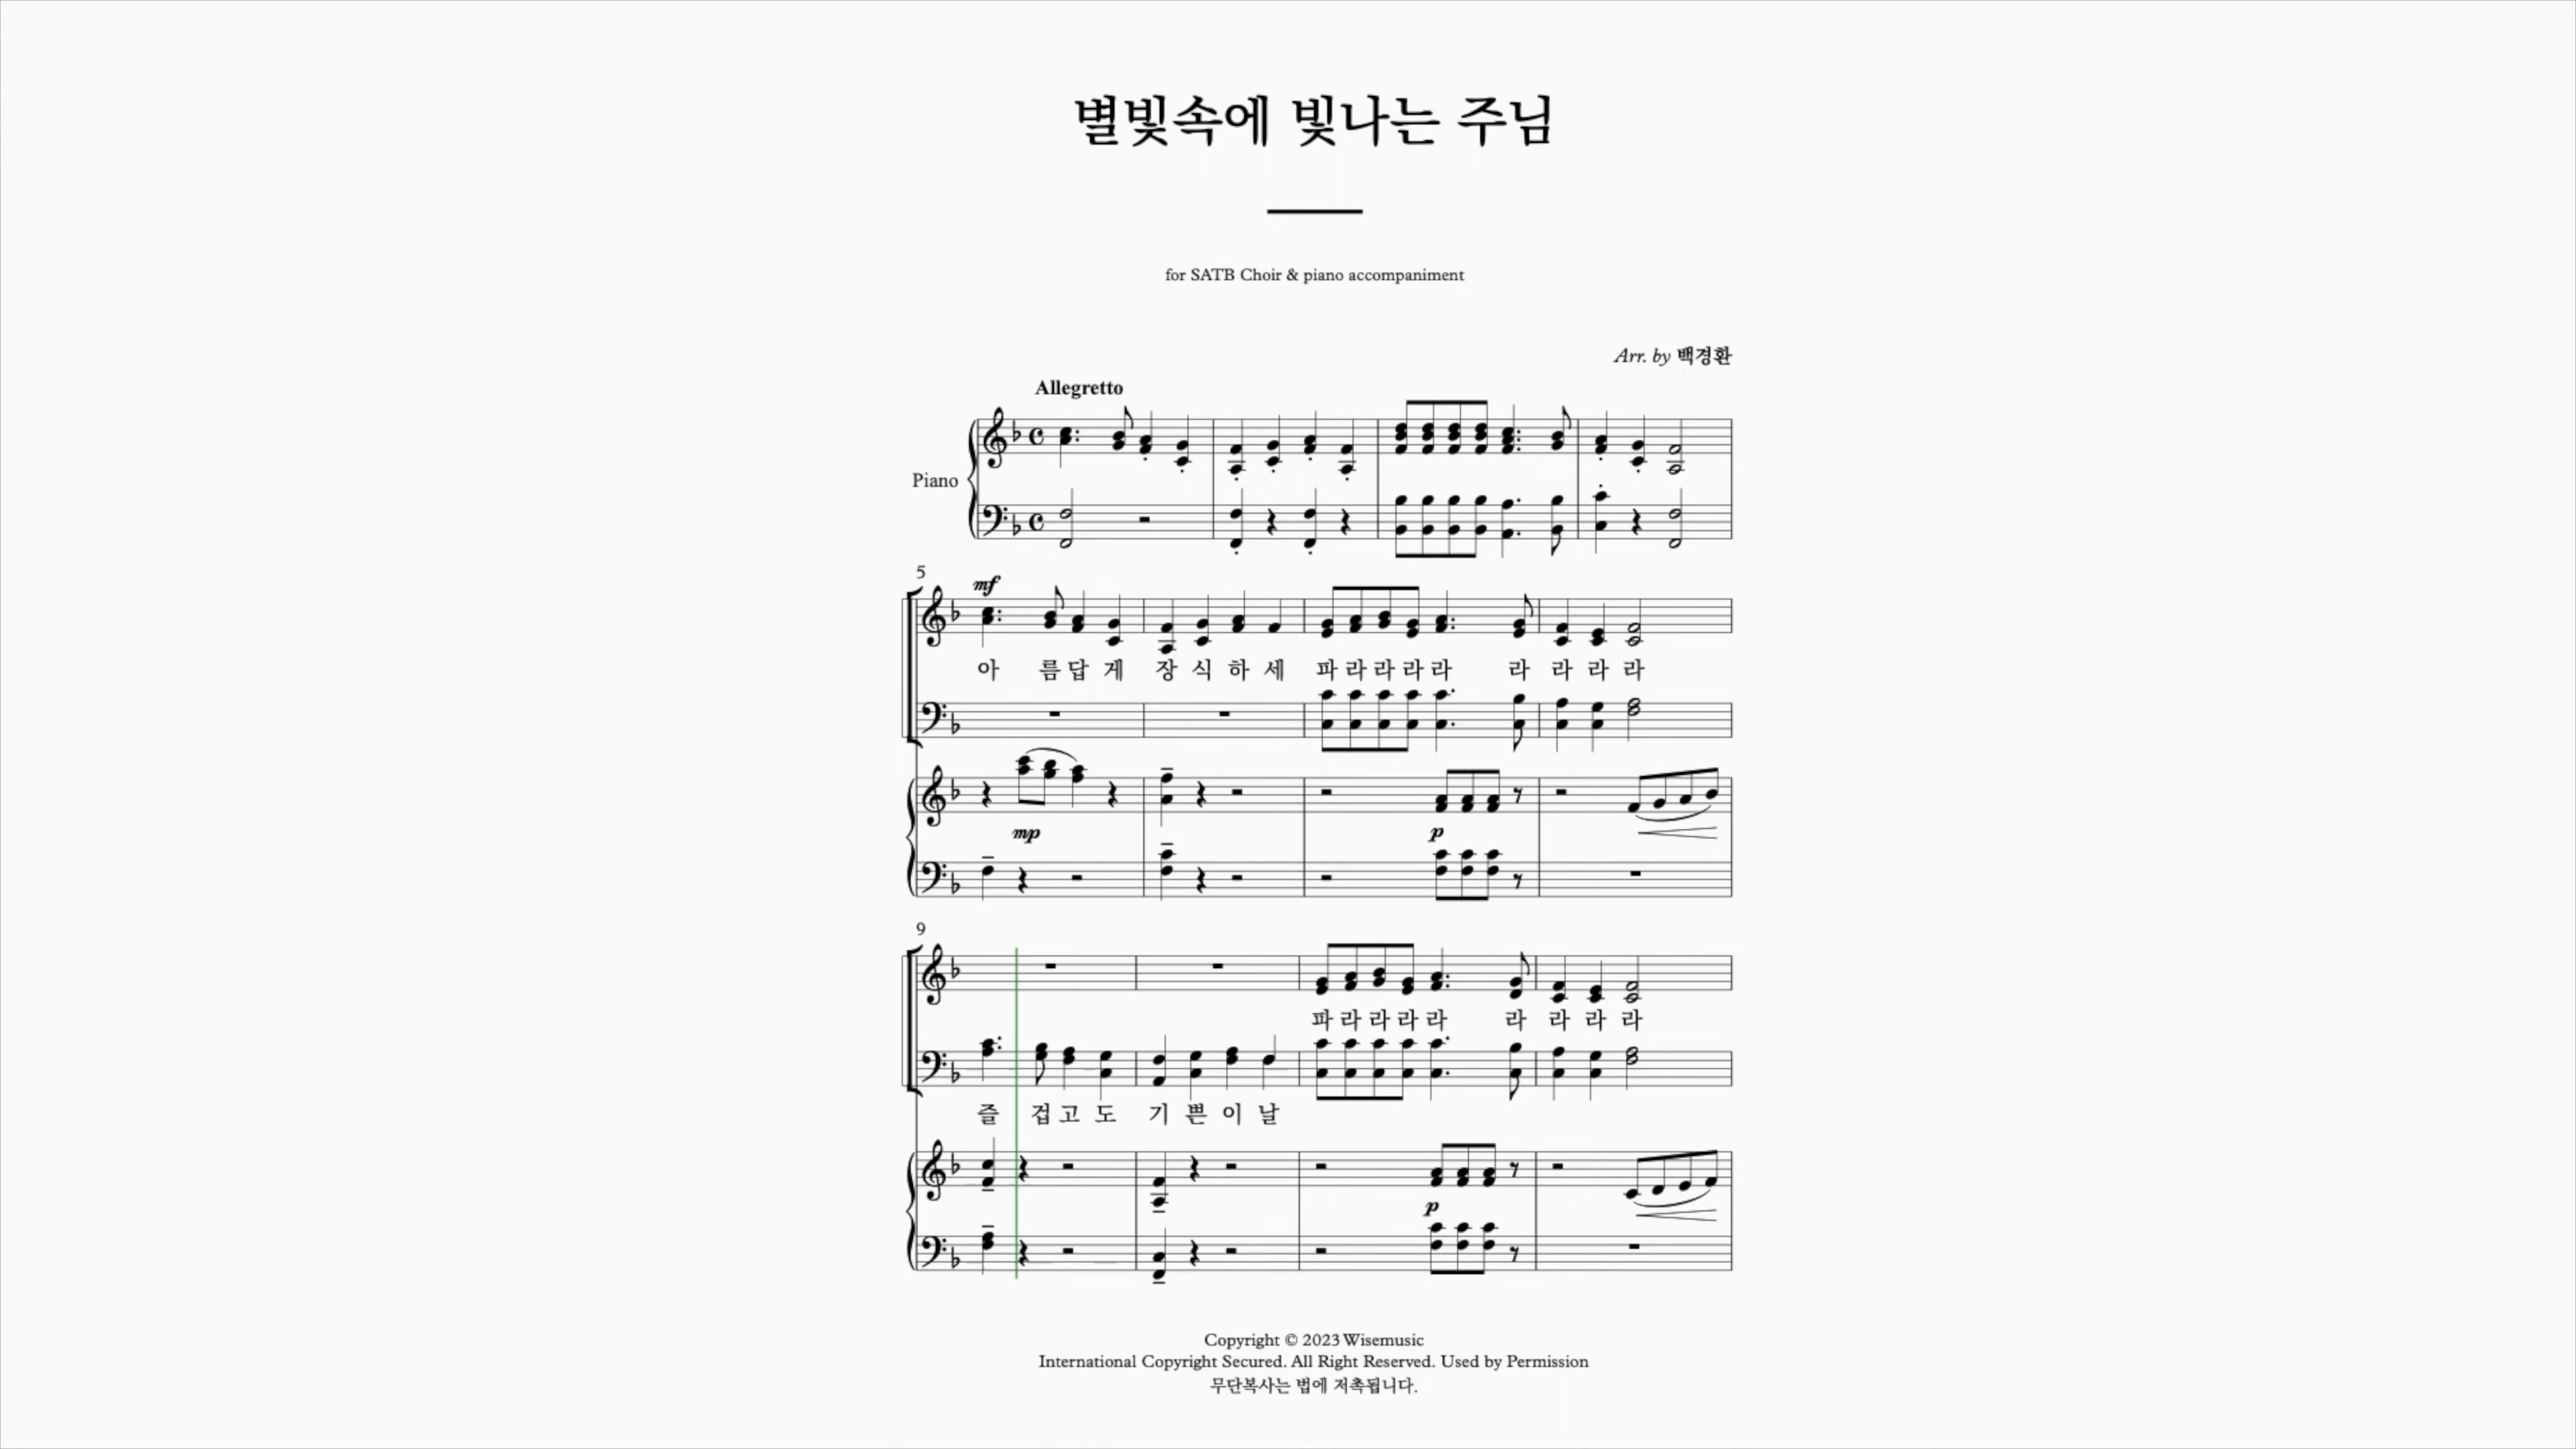 별빛속에 빛나는 주님
for SATB Choir & piano accompaniment
Arr. by 백경환
Allegretto
Piano
5
mf
아 름 답 게 장 식 하 세 파 라 라 라 라 라 라 라 라
mp
p
9
파 라 라 라 라 라 라 라 라
즐 겁 고 도 기 쁜 이 날
p
Copyright © 2023 Wisemusic
International Copyright Secured. All Right Reserved. Used by Permission
무단복사는 법에 저촉됩니다.